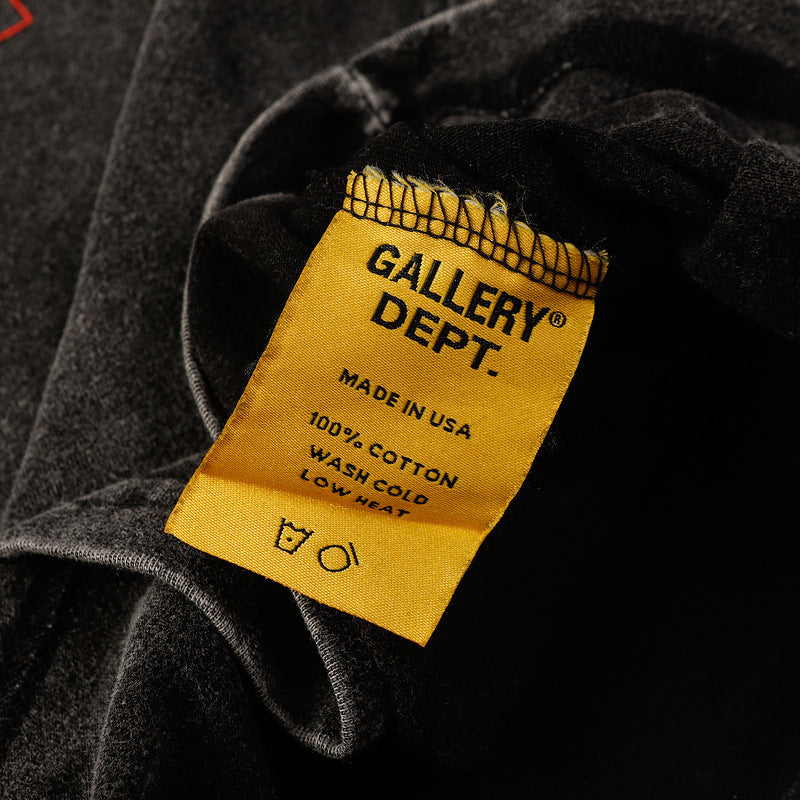 GALLERY®
DEPT.
MADE IN USA
100% COTTON
WASH COLD
LOW HEAT